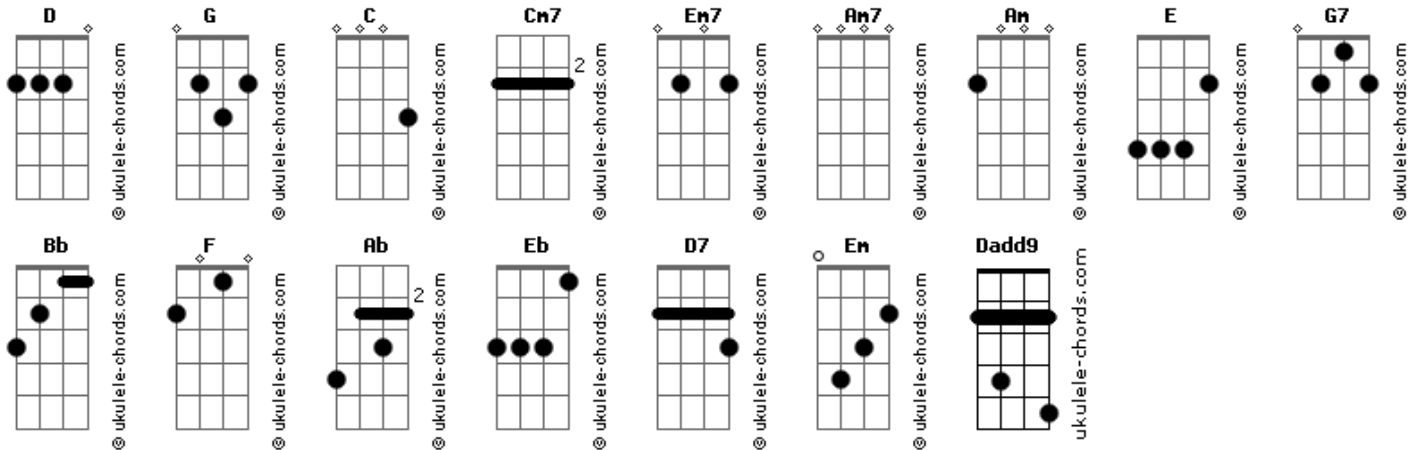 D G C Cm7 Em7 Am7 Am E G7
2
© ukulele-chords.com © ukulele-chords.com © ukulele-chords.com © ukulele-chords.com © ukulele-chords.com © ukulele-chords.com © ukulele-chords.com © ukulele-chords.com © ukulele-chords.com
Bb F Ab Eb D7 Em Dadd9
2
© ukulele-chords.com © ukulele-chords.com © ukulele-chords.com © ukulele-chords.com © ukulele-chords.com © ukulele-chords.com ukulele-chords.com